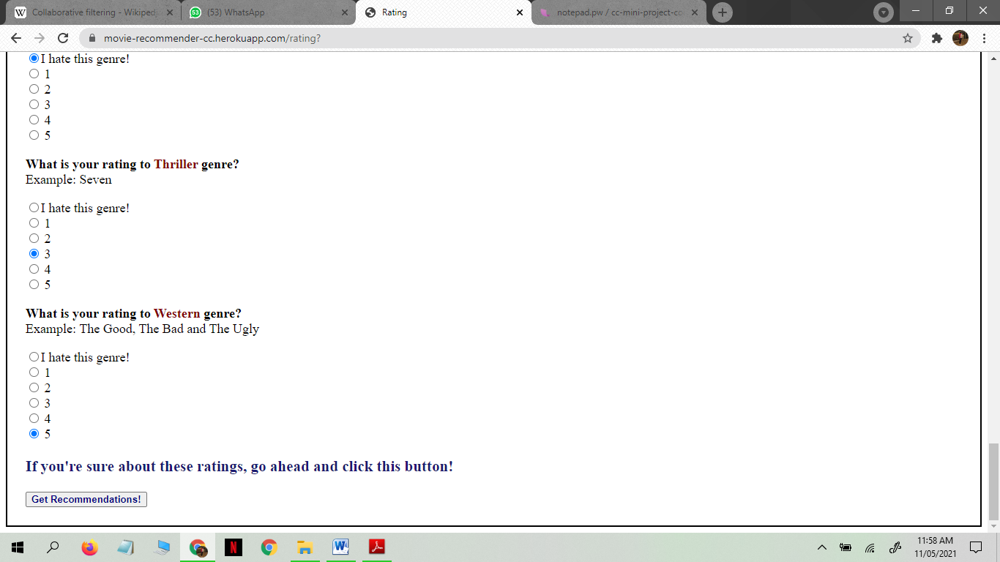 Collaborative filtering - Wikiped
53 (53) WhatsApp
Rating
notepad.pw / cc-mini-project-co
movie-recommender-cc.herokuapp.com/rating?
I hate this genre!
1
2
3
4
5
What is your rating to Thriller genre?
Example: Seven
I hate this genre!
1
2
3
4
5
What is your rating to Western genre?
Example: The Good, The Bad and The Ugly
I hate this genre!
1
2
3
4
5
If you're sure about these ratings, go ahead and click this button!
Get Recommendations!
11:58 AM
11/05/2021